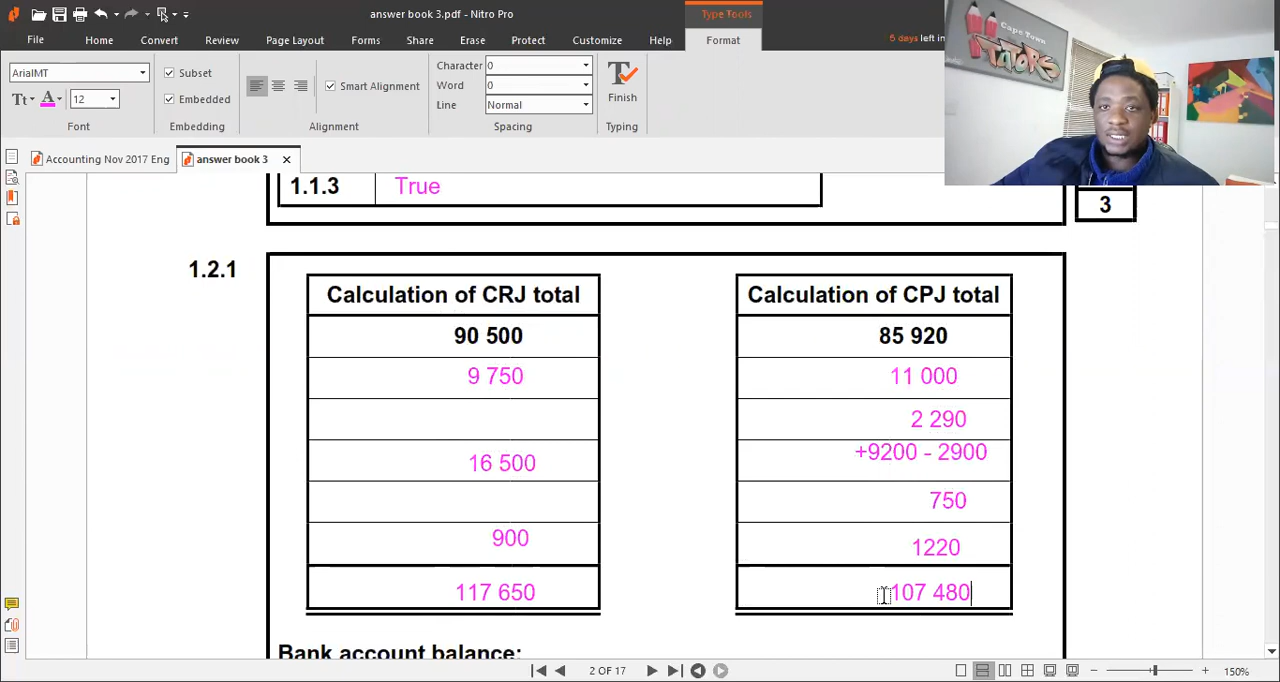 answer book 3.pdf - Nitro Pro
Type Tools
File Home Convert Review Page Layout Forms Share Erase Protect Customize Help Format
5 days left in
ArialMT
Subset
Character 0
Tt A 12
Embedded
Smart Alignment
Word 0
Line Normal
Finish
Font Embedding Alignment Spacing Typing
Accounting Nov 2017 Eng answer book 3
Cape Town
TUTORS
1.1.3 True
3
1.2.1
Calculation of CRJ total Calculation of CPJ total
90 500 85 920
9 750 11 000
2 290
16 500 +9200 - 2900
750
900 1220
117 650 107 480
Bank account balance:
2 OF 17
150%